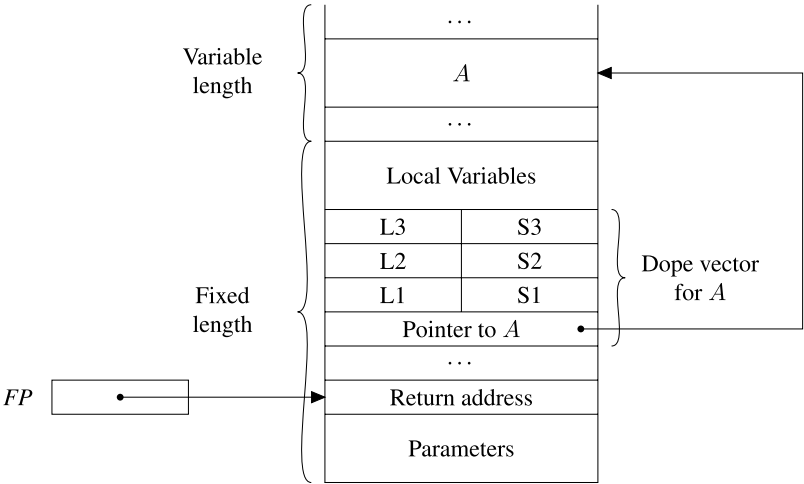 ...
Variable
length
A
...
Local Variables
L3 S3
L2 S2
L1 S1
Dope vector
for A
Fixed
length
Pointer to A
...
FP
Return address
Parameters